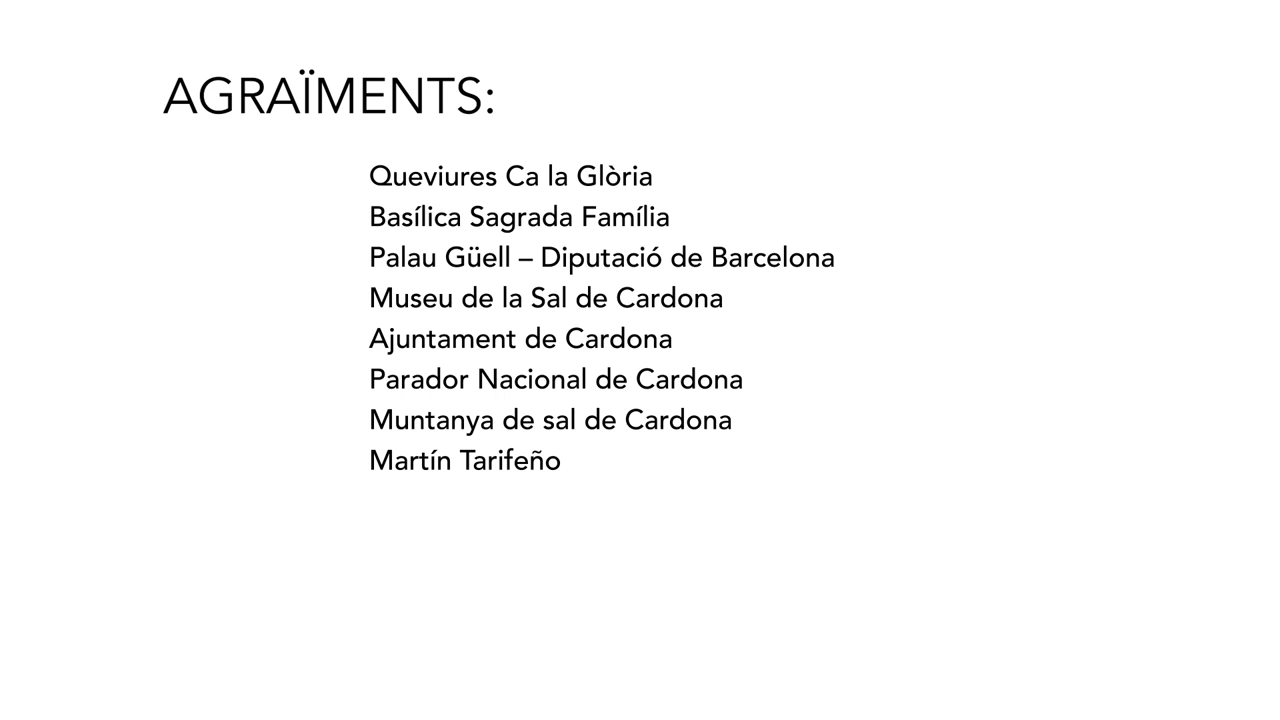 AGRAÏMENTS:
Queviures Ca la Glòria
Basílica Sagrada Família
Palau Güell – Diputació de Barcelona
Museu de la Sal de Cardona
Ajuntament de Cardona
Parador Nacional de Cardona
Muntanya de sal de Cardona
Martín Tarifeño